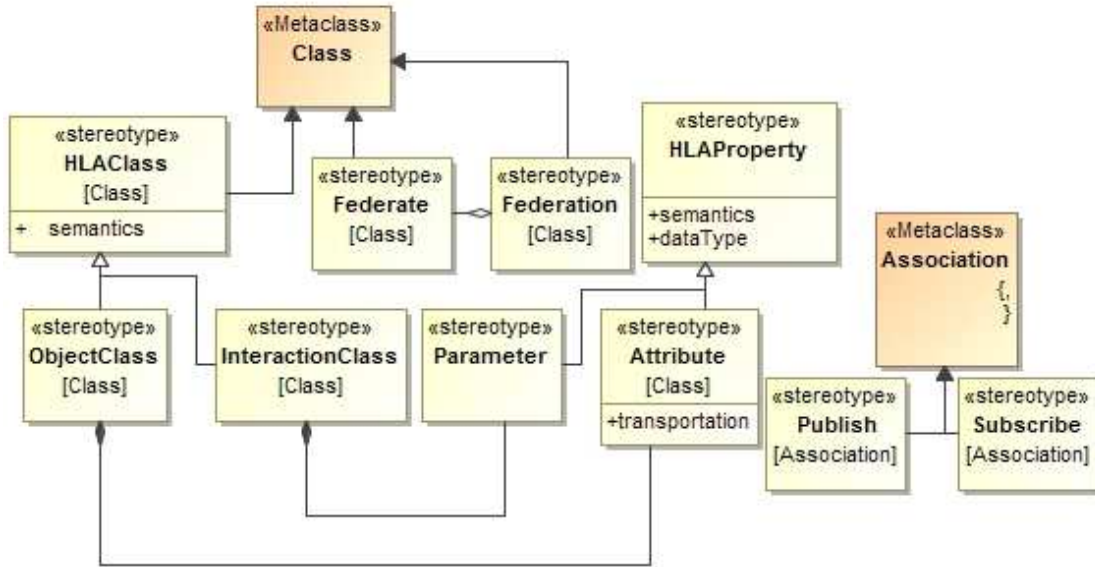 «Metaclass»
Class
«stereotype»
HLAClass
[Class]
+ semantics
«stereotype»
Federate
[Class]
«stereotype»
Federation
[Class]
«stereotype»
HLAProperty
+semantics
+dataType
«Metaclass»
Association
«stereotype»
ObjectClass
[Class]
«stereotype»
InteractionClass
[Class]
«stereotype»
Parameter
«stereotype»
Attribute
[Class]
+transportation
«stereotype»
Publish
[Association]
«stereotype»
Subscribe
[Association]